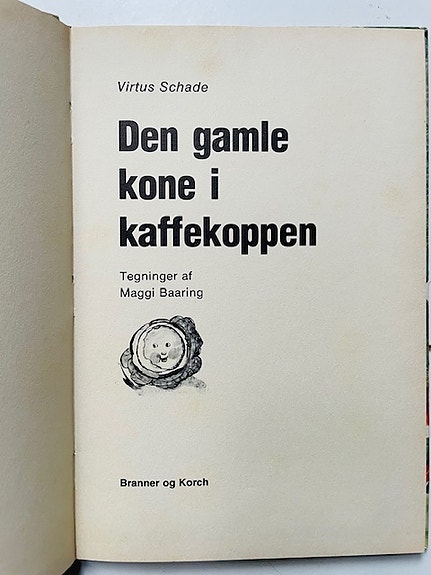 Virtus Schade
Den gamle
kone i
kaffekoppen
Tegninger af
Maggi Baaring
Branner og Korch